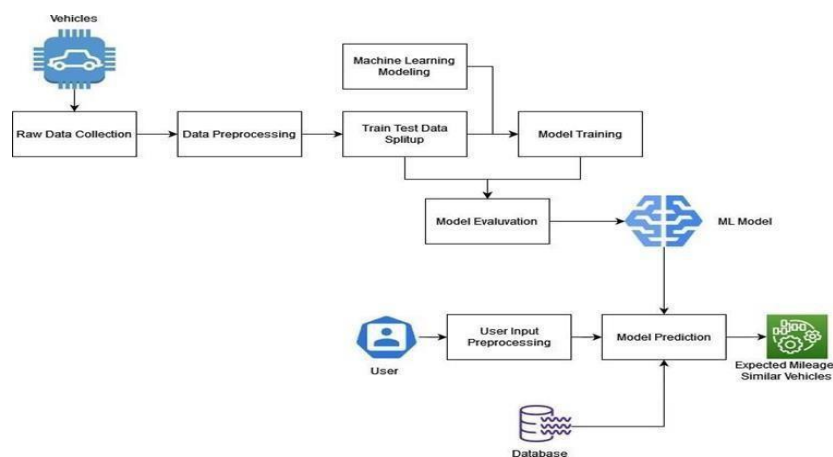 Vehicles
Machine Learning
Modeling
Raw Data Collection
Data Preprocessing
Train Test Data
Splitup
Model Training
Model Evaluvation
ML Model
User
User Input
Preprocessing
Model Prediction
Expected Mileage
Similar Vehicles
Database